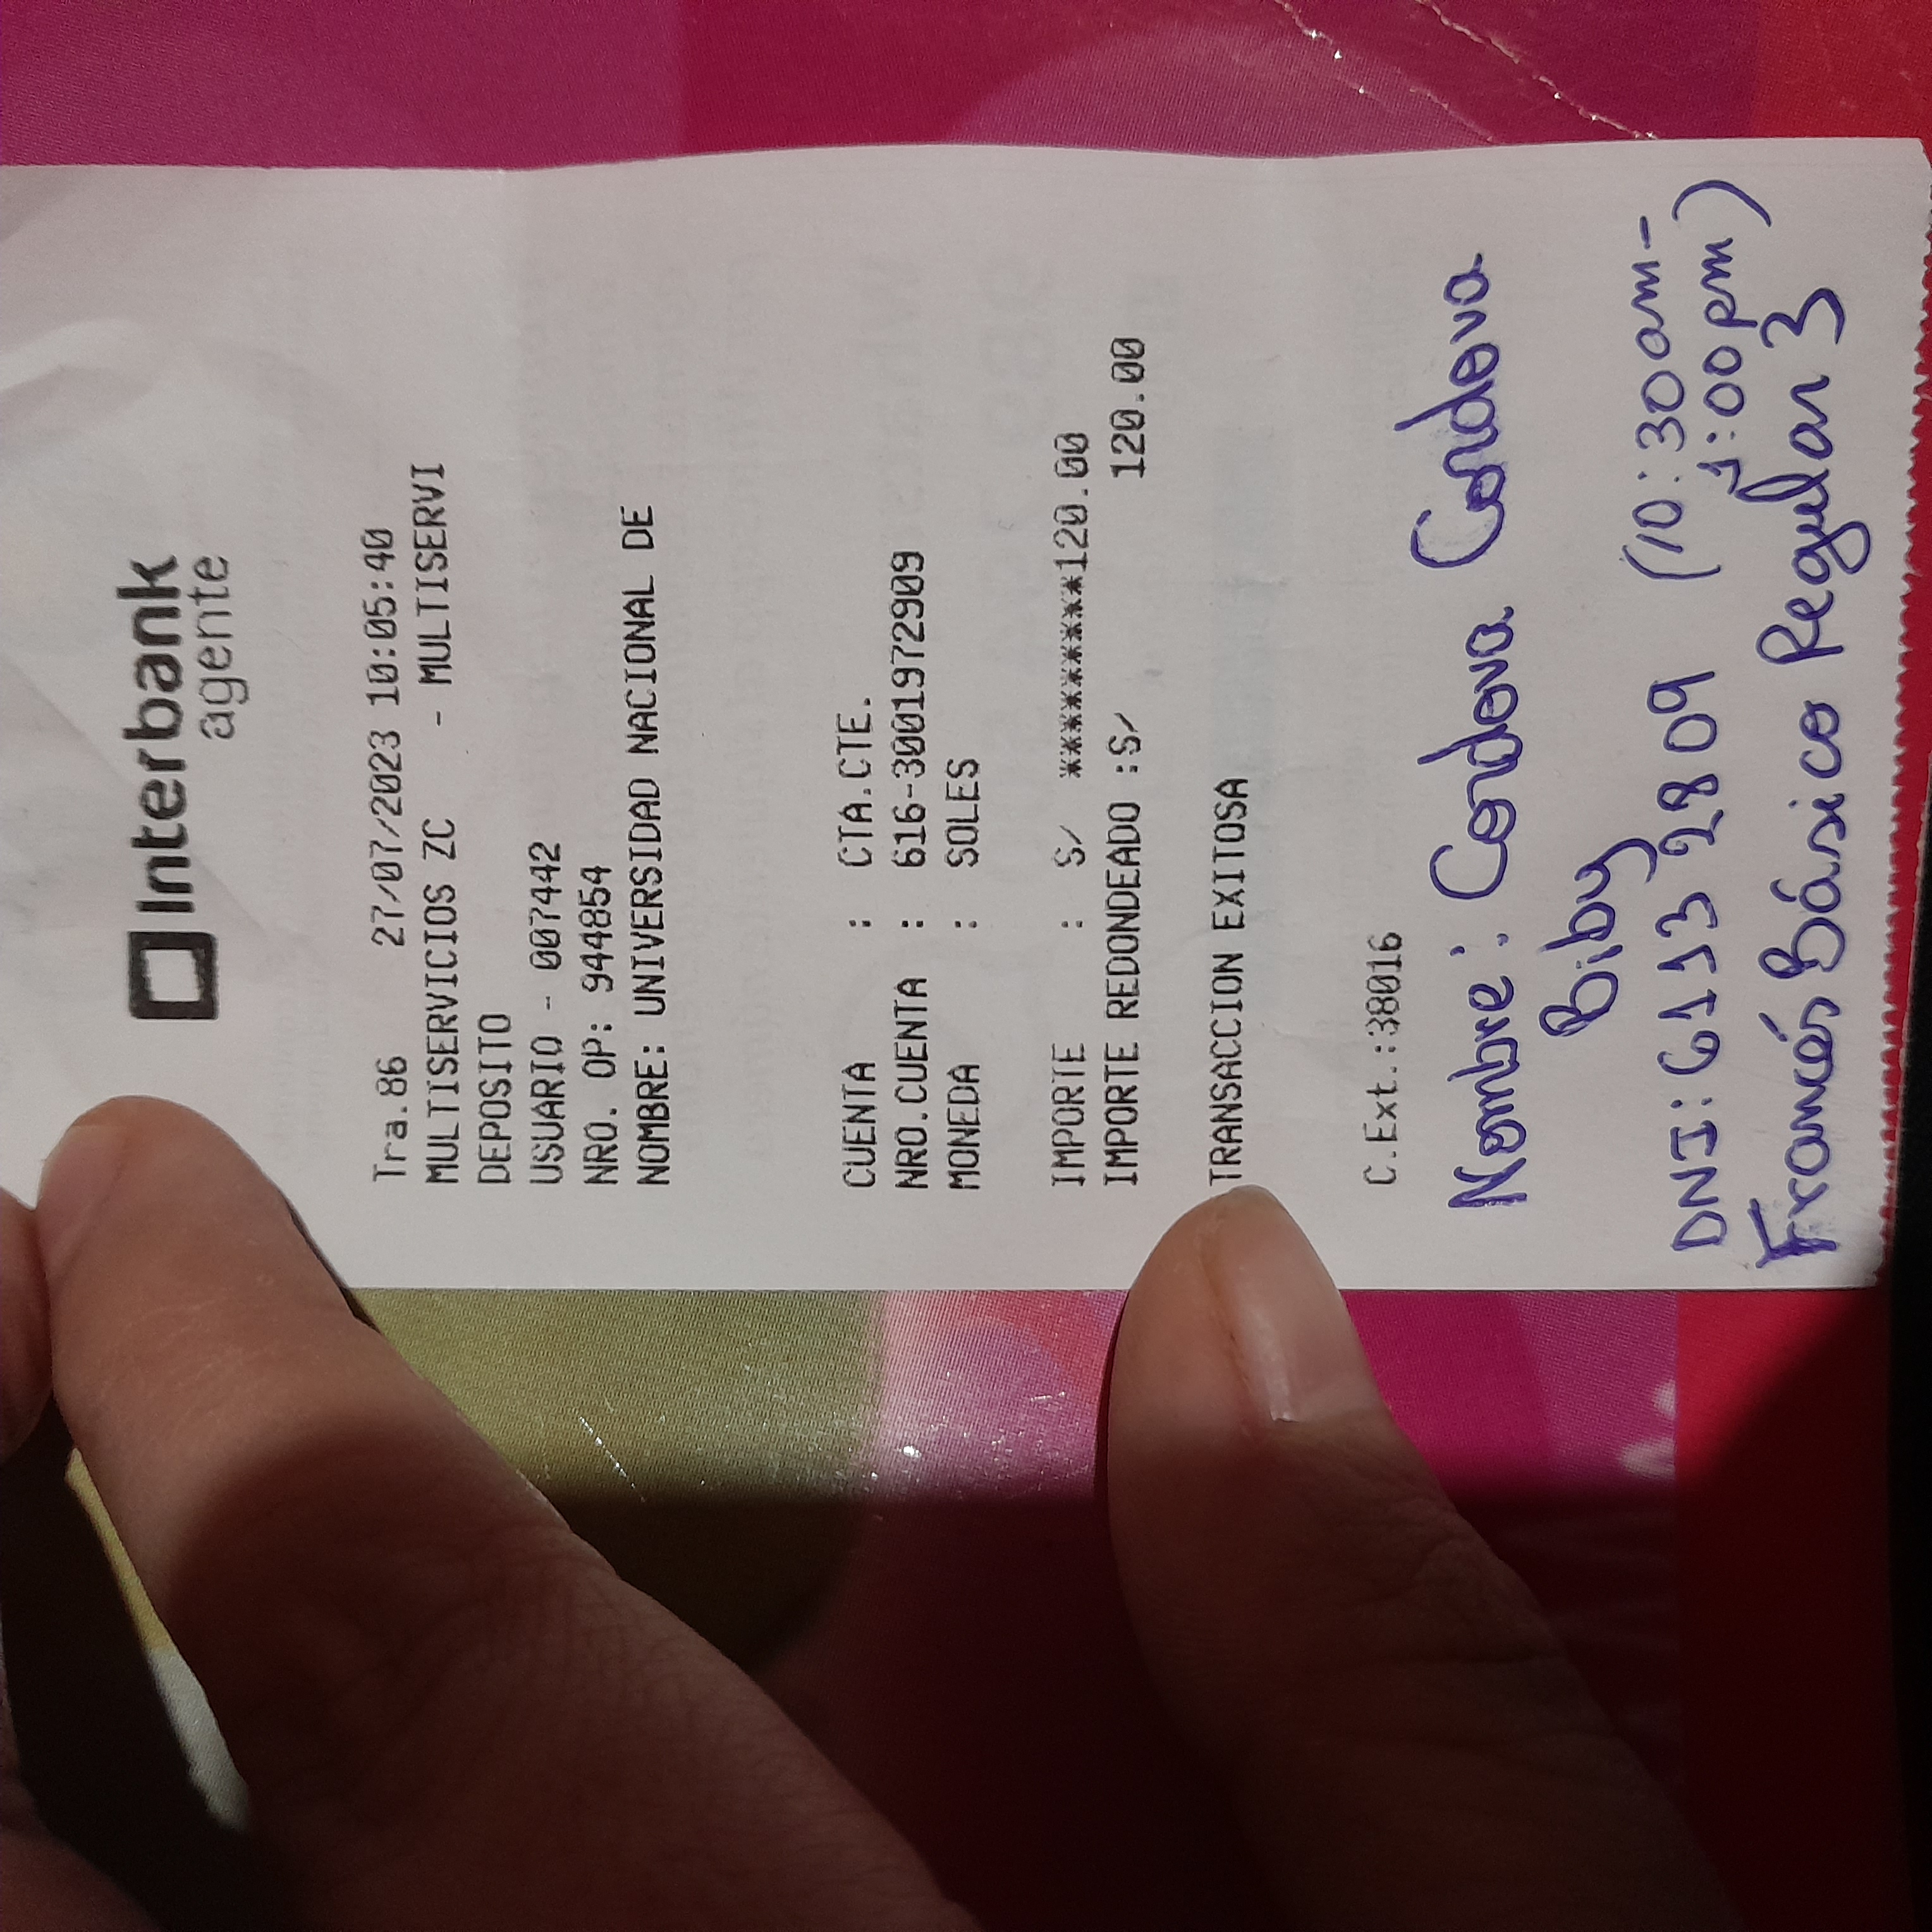 Interbank
agente
Tra.86 27/07/2023 10:05:40
MULTISERVICIOS ZC - MULTISERVI
DEPOSITO
USUARIO - 007442
NRO. OP: 944854
NOMBRE: UNIVERSIDAD NACIONAL DE
CUENTA : CTA.CTE.
NRO.CUENTA : 616-3001972909
MONEDA : SOLES
IMPORTE : S/ **********120.00
IMPORTE REDONDEADO :S/ 120.00
TRANSACCION EXITOSA
C.Ext.:38016
Nombre: Cordova Cordova
Biby
DNI: 61132809 (10:30am-
1:00pm)
Francés Básico Regular 3